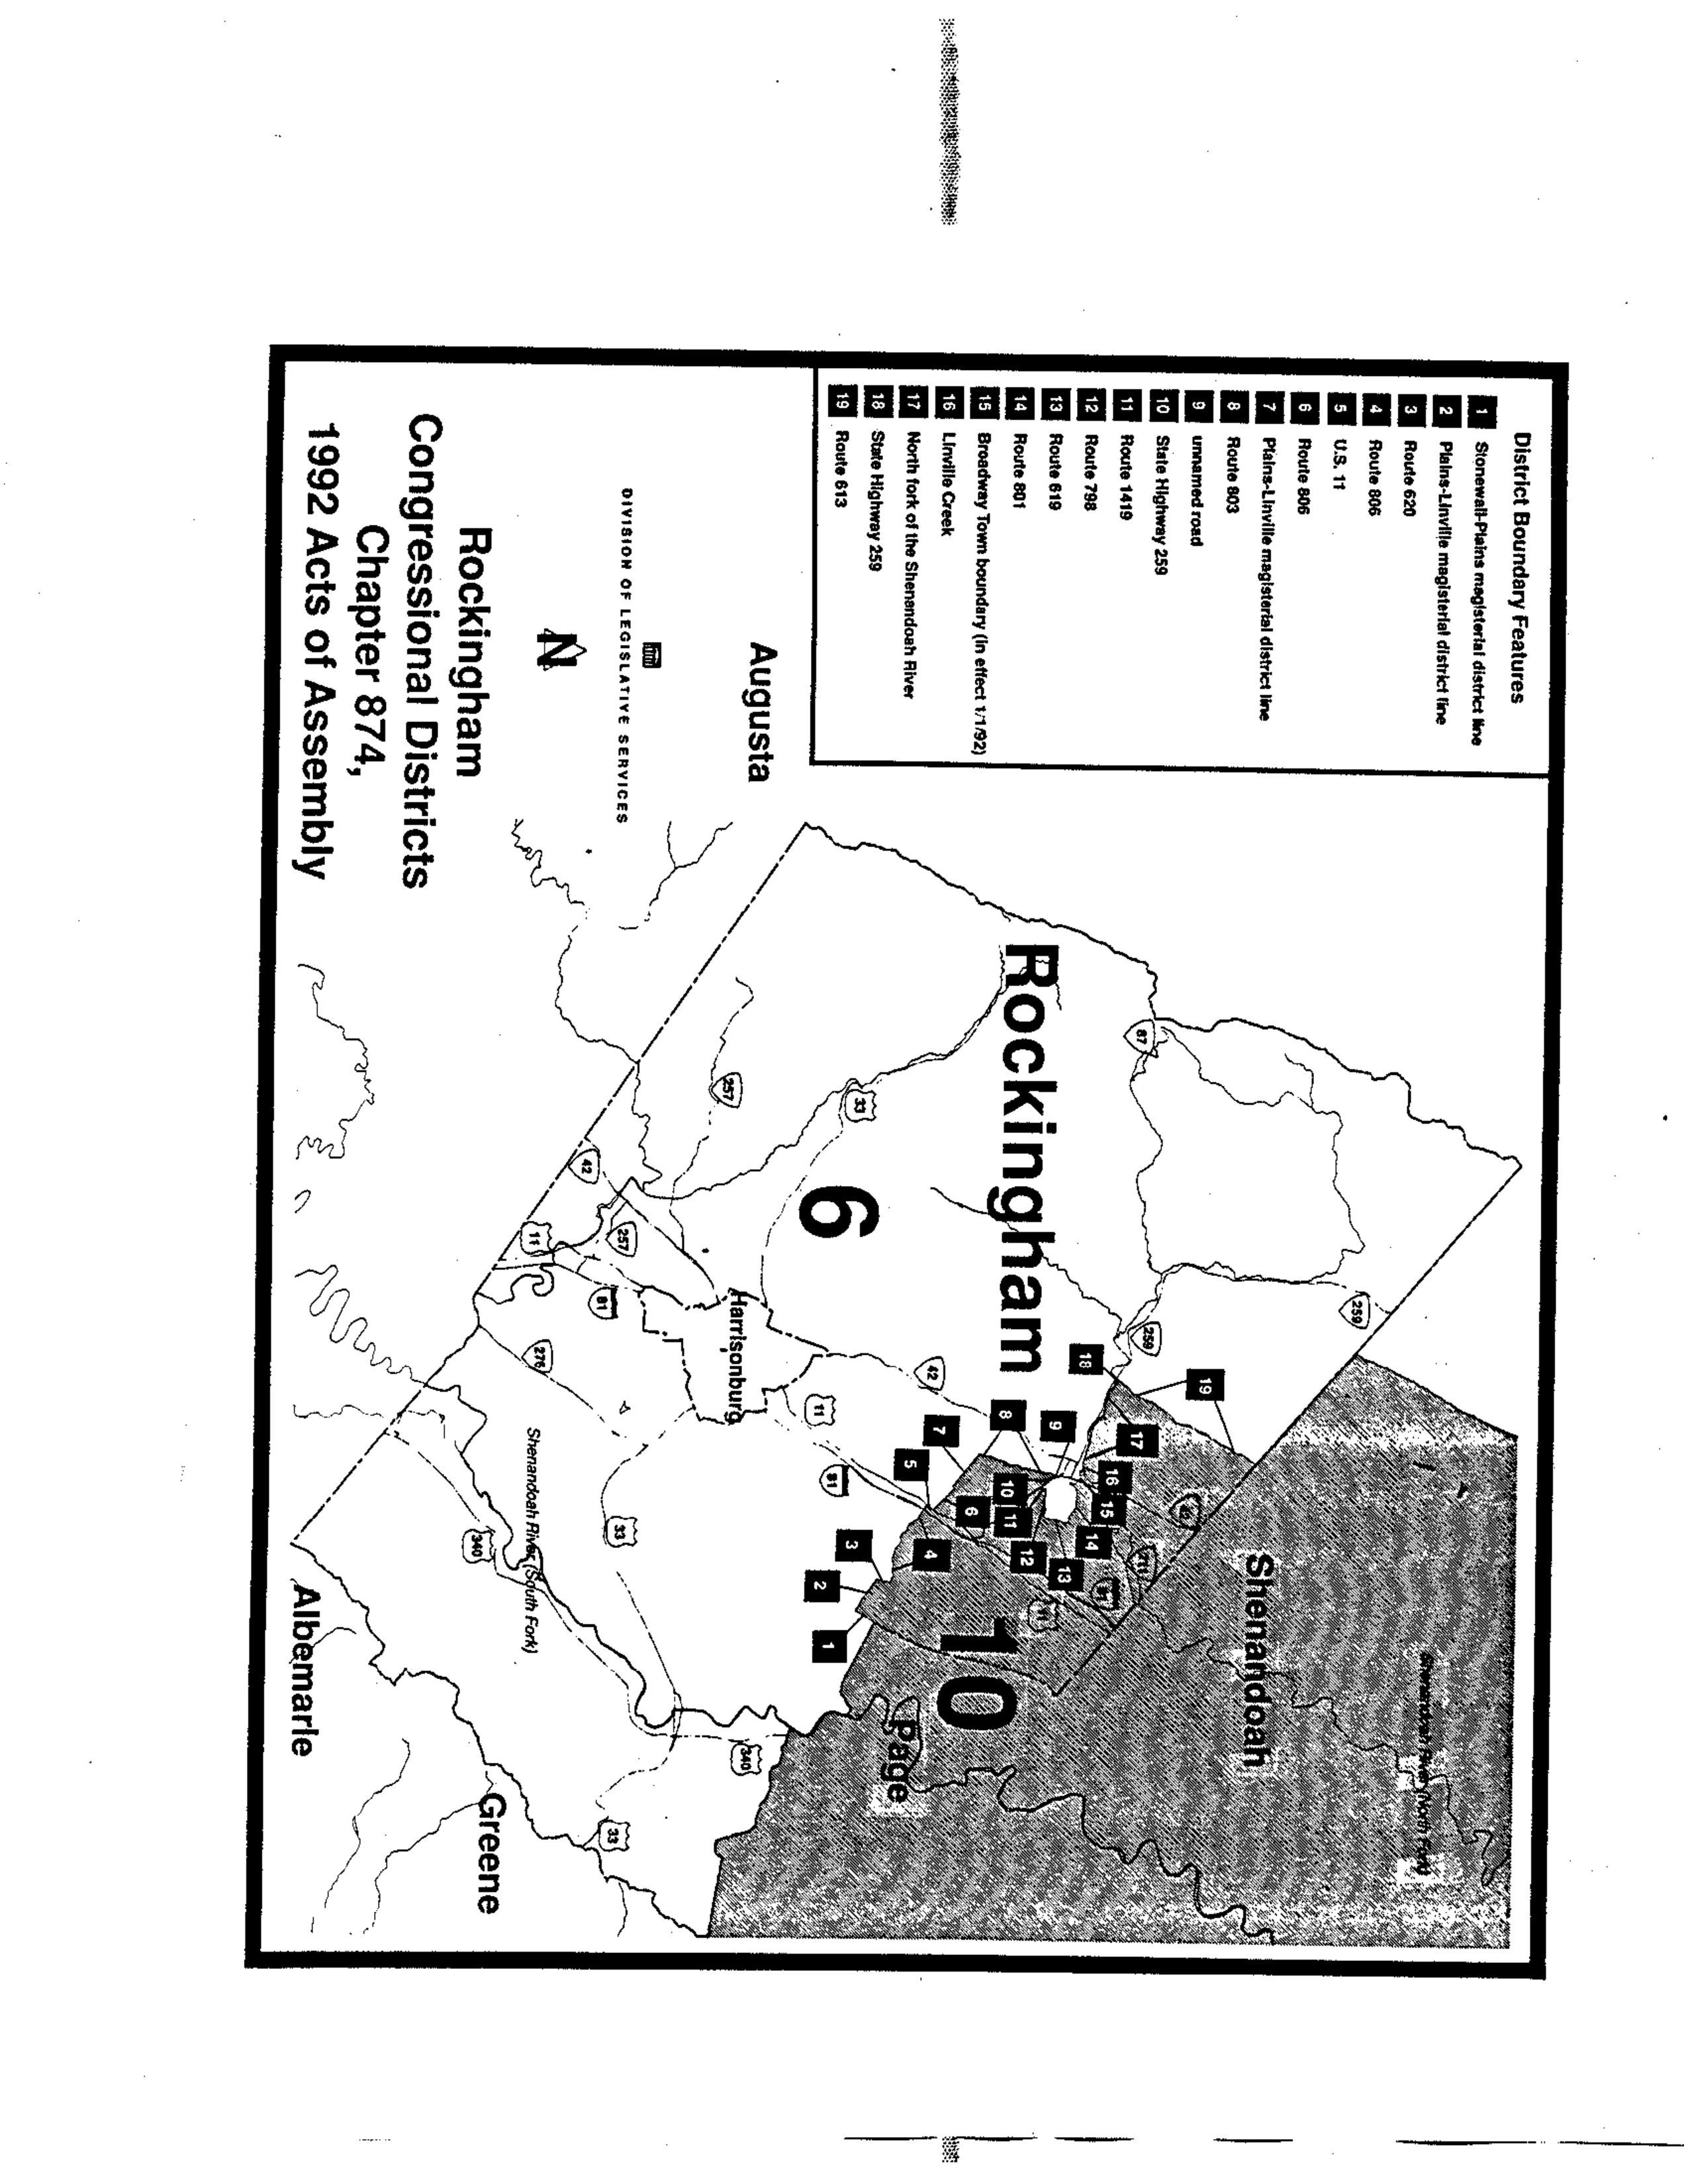 District Boundary Features
1 Stonewall-Plains magisterial district line
2 Plains-Linville magisterial district line
3 Route 620
4 Route 806
5 U.S. 11
6 Route 806
7 Plains-Linville magisterial district line
8 Route 803
9 unnamed road
10 State Highway 259
11 Route 1419
12 Route 798
13 Route 619
14 Route 801
15 Broadway Town boundary (in effect 1/1/92)
16 Linville Creek
17 North fork of the Shenandoah River
18 State Highway 259
19 Route 613
Augusta
DIVISION OF LEGISLATIVE SERVICES
N
Rockingham
Congressional Districts
Chapter 874,
1992 Acts of Assembly
259
Shenandoah River (North Fork)
Shenandoah
19
87
259
42
17
16
15
18
14
211
81
Rockingham
9
13
11
8
10
11
12
6
10
7
42
4
5
Page
33
6
3
81
2
1
11
257
Harrisonburg
340
257
33
33
81
42
276
11
Shenandoah River (South Fork)
340
Greene
Albemarle